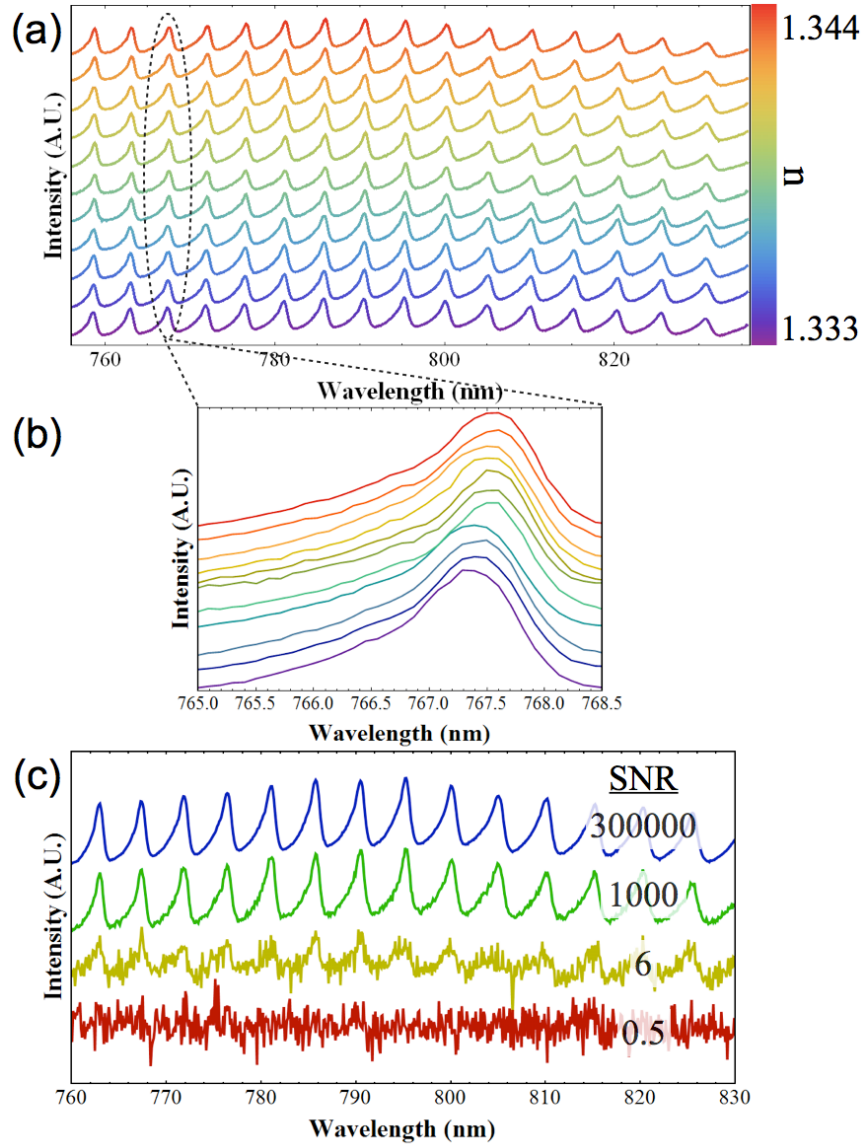 (a)
Intensity (A.U.)
760 780 800 820
Wavelength (nm)
1.344
n
1.333
(b)
Intensity (A.U.)
765.0 765.5 766.0 766.5 767.0 767.5 768.0 768.5
Wavelength (nm)
(c)
Intensity (A.U.)
SNR
300000
1000
6
0.5
760 770 780 790 800 810 820 830
Wavelength (nm)